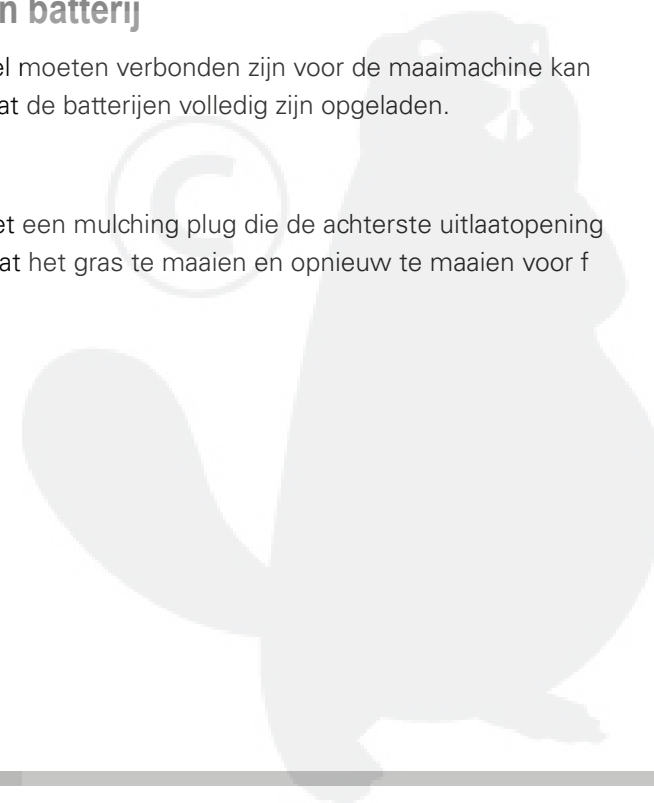 n batterij
el moeten verbonden zijn voor de maaimachine kan
at de batterijen volledig zijn opgeladen.
et een mulching plug die de achterste uitlaatopening
at het gras te maaien en opnieuw te maaien voor f
©